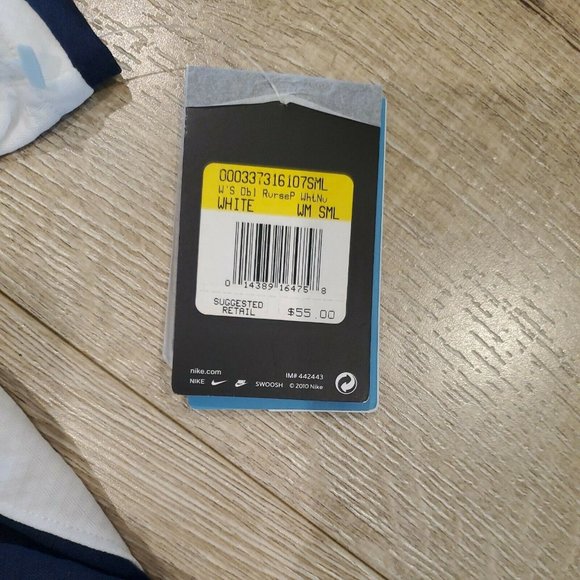 000337316107SML
W'S Dbl RvrseP WhtNv
WHITE WM SML
0 14389 16475 8
SUGGESTED
RETAIL $55.00
nike.com IM# 442443
NIKE SWOOSH © 2010 Nike